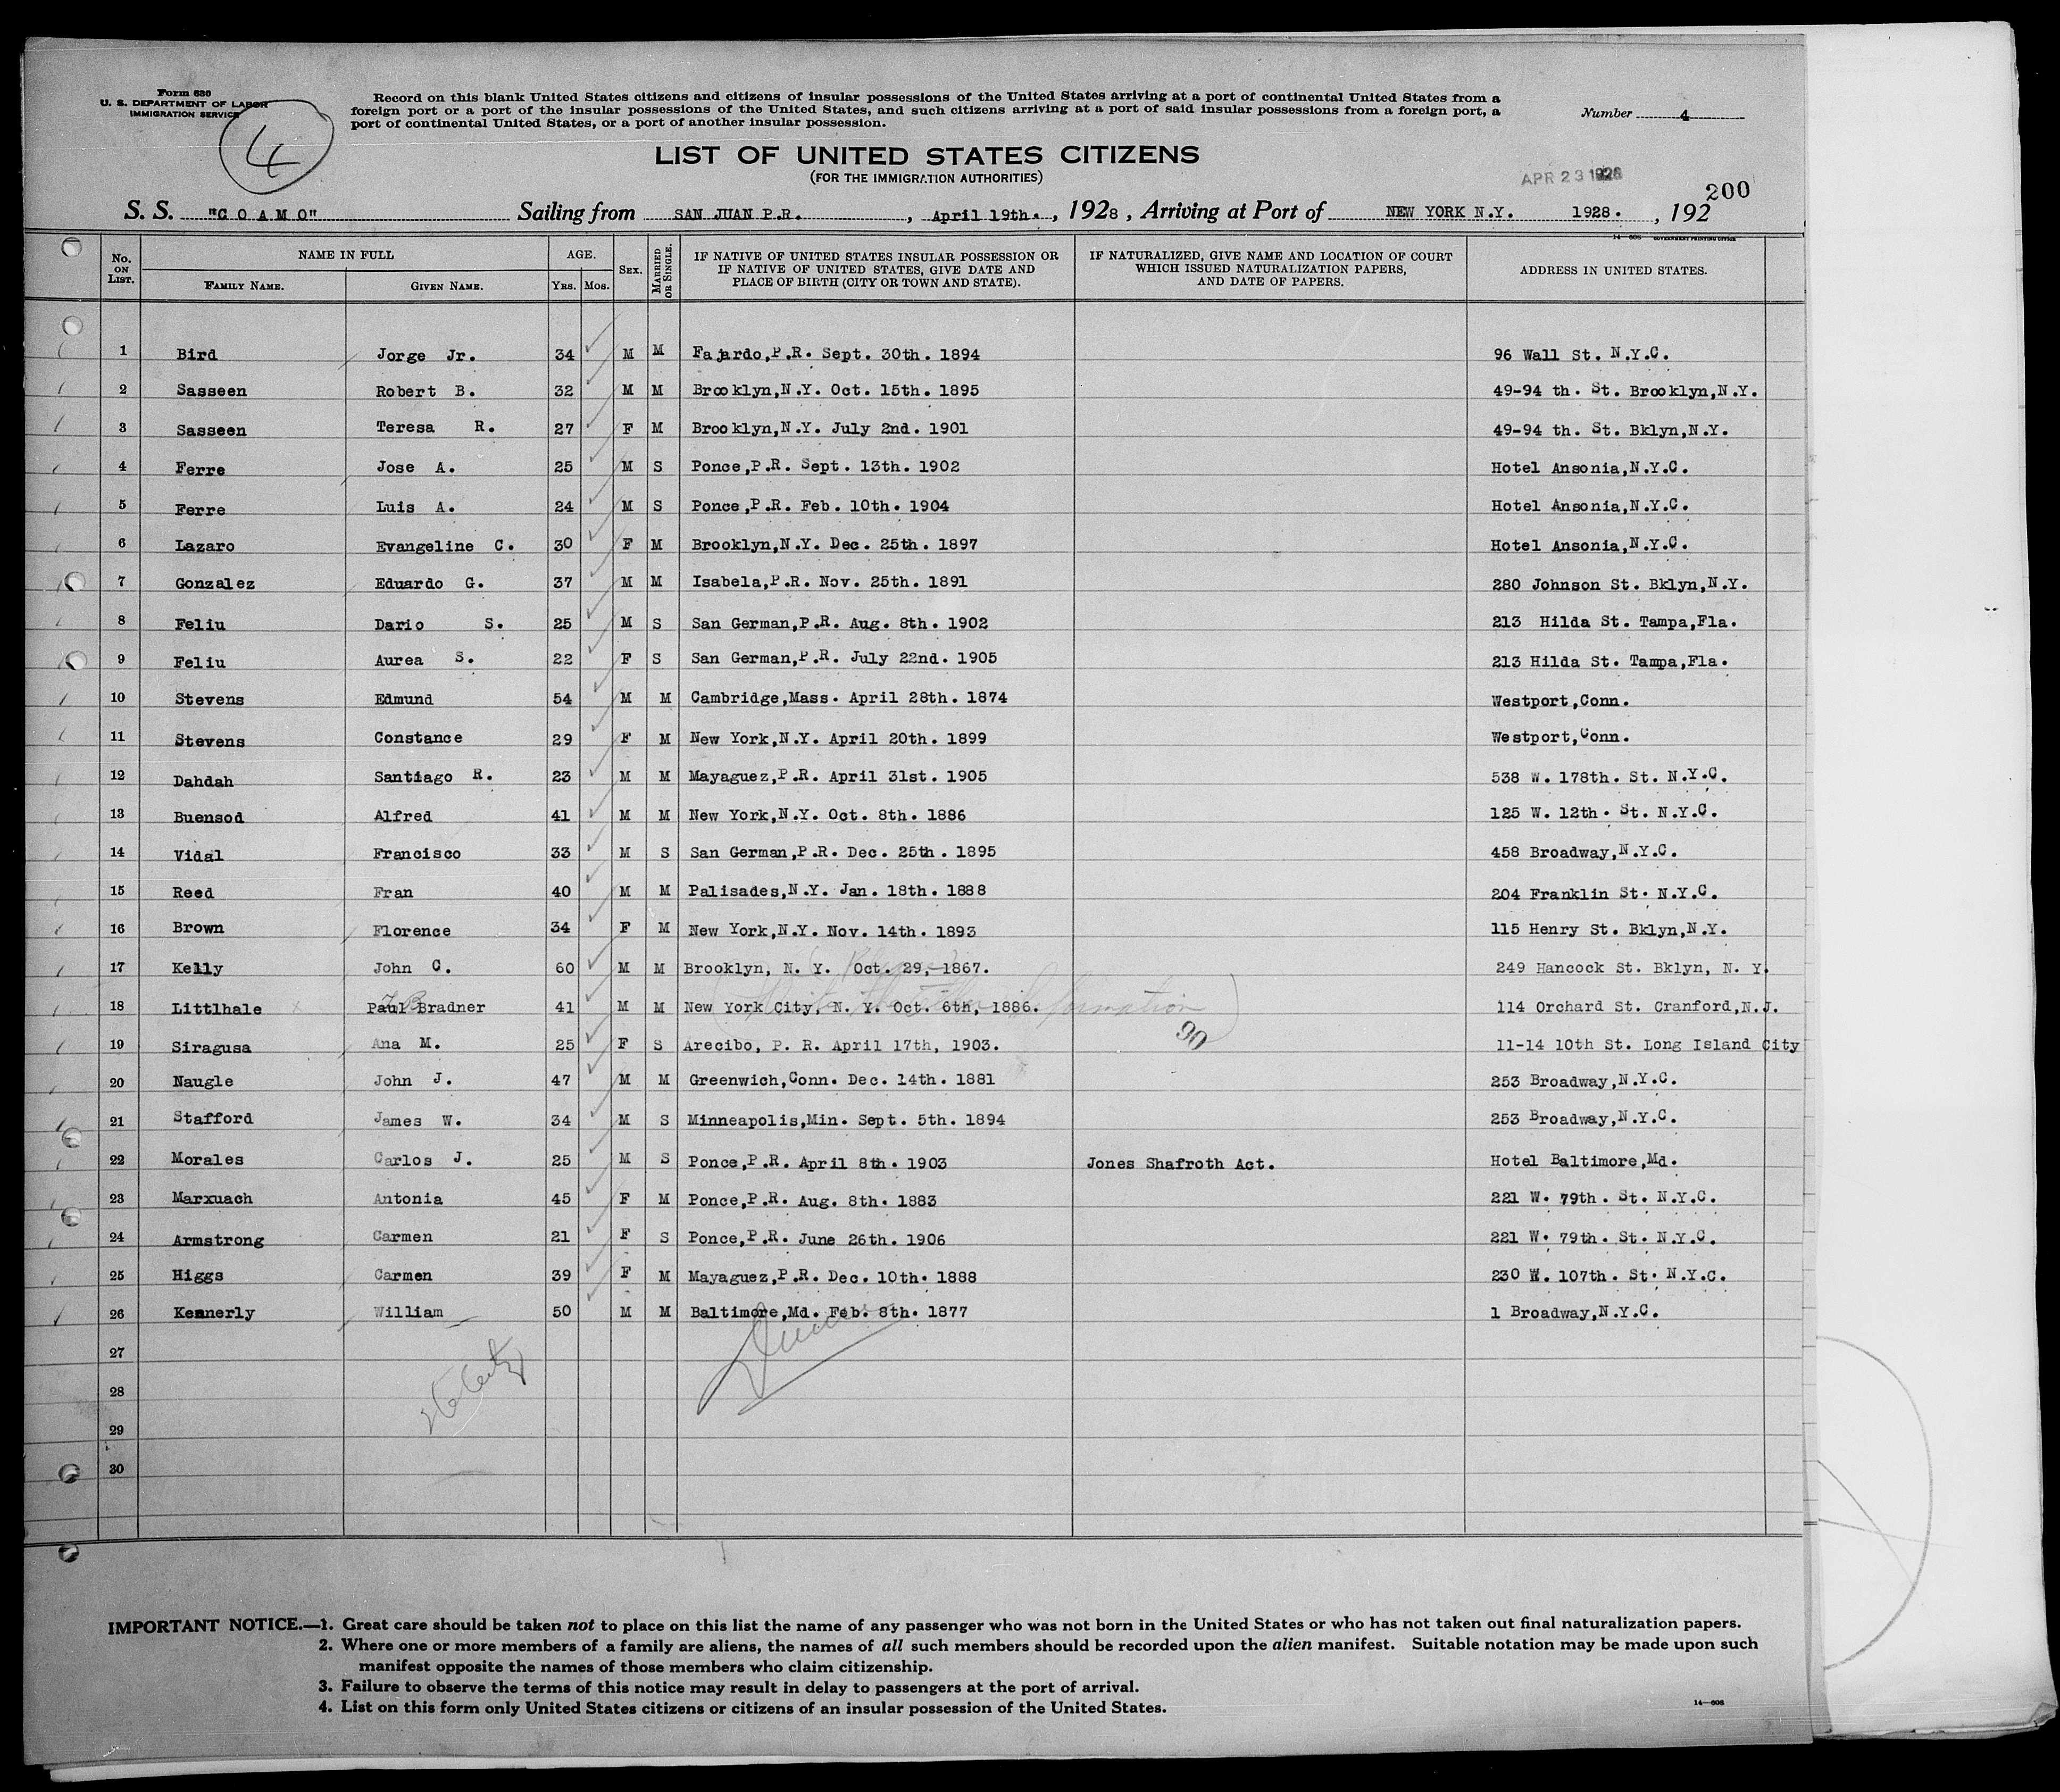 Form 630
U. S. DEPARTMENT OF LABOR
IMMIGRATION SERVICE
4
Record on this blank United States citizens and citizens of insular possessions of the United States arriving at a port of continental United States from a
foreign port or a port of the insular possessions of the United States, and such citizens arriving at a port of said insular possessions from a foreign port, a
port of continental United States, or a port of another insular possession.
Number 4
LIST OF UNITED STATES CITIZENS
(FOR THE IMMIGRATION AUTHORITIES)
APR 23 1928
200
S. S. "C O A M O" Sailing from SAN JUAN P.R. , April 19th. , 1928 , Arriving at Port of NEW YORK N.Y. 1928. , 192
14—608 GOVERNMENT PRINTING OFFICE
No. ON LIST. NAME IN FULL FAMILY NAME. GIVEN NAME. AGE. YRS. MOS. SEX. MARRIED OR SINGLE. IF NATIVE OF UNITED STATES INSULAR POSSESSION OR IF NATIVE OF UNITED STATES, GIVE DATE AND PLACE OF BIRTH (CITY OR TOWN AND STATE). IF NATURALIZED, GIVE NAME AND LOCATION OF COURT WHICH ISSUED NATURALIZATION PAPERS, AND DATE OF PAPERS. ADDRESS IN UNITED STATES.
1 Bird Jorge Jr. 34 M M Fajardo,P.R. Sept. 30th. 1894 96 Wall St. N.Y.C.
2 Sasseen Robert B. 32 M M Brooklyn,N.Y. Oct. 15th. 1895 49-94 th. St. Brooklyn,N.Y.
3 Sasseen Teresa R. 27 F M Brooklyn,N.Y. July 2nd. 1901 49-94 th. St. Bklyn,N.Y.
4 Ferre Jose A. 25 M S Ponce,P.R. Sept. 13th. 1902 Hotel Ansonia,N.Y.C.
5 Ferre Luis A. 24 M S Ponce,P.R. Feb. 10th. 1904 Hotel Ansonia,N.Y.C.
6 Lazaro Evangeline C. 30 F M Brooklyn,N.Y. Dec. 25th. 1897 Hotel Ansonia,N.Y.C.
7 Gonzalez Eduardo G. 37 M M Isabela,P.R. Nov. 25th. 1891 280 Johnson St. Bklyn,N.Y.
8 Feliu Dario S. 25 M S San German,P.R. Aug. 8th. 1902 213 Hilda St. Tampa,Fla.
9 Feliu Aurea S. 22 F S San German,P.R. July 22nd. 1905 213 Hilda St. Tampa,Fla.
10 Stevens Edmund 54 M M Cambridge,Mass. April 28th. 1874 Westport,Conn.
11 Stevens Constance 29 F M New York,N.Y. April 20th. 1899 Westport,Conn.
12 Dahdah Santiago R. 23 M M Mayaguez,P.R. April 31st. 1905 538 W. 178th. St. N.Y.C.
13 Buensod Alfred 41 M M New York,N.Y. Oct. 8th. 1886 125 W. 12th. St. N.Y.C.
14 Vidal Francisco 33 M S San German,P.R. Dec. 25th. 1895 458 Broadway,N.Y.C.
15 Reed Fran 40 M M Palisades,N.Y. Jan. 18th. 1888 204 Franklin St. N.Y.C.
16 Brown Florence 34 F M New York,N.Y. Nov. 14th. 1893 115 Henry St. Bklyn,N.Y.
17 Kelly John C. 60 M M Brooklyn, N. Y. Oct. 29, 1867. 249 Hancock St. Bklyn, N. Y.
18 Littlhale Paul Bradner 41 M M New York City, N. Y. Oct. 6th, 1886. information 114 Orchard St. Cranford,N.J.
90
19 Siragusa Ana M. 25 F S Arecibo, P. R. April 17th, 1903. 11-14 10th St. Long Island City
20 Naugle John J. 47 M M Greenwich,Conn. Dec. 14th. 1881 253 Broadway,N.Y.C.
21 Stafford James W. 34 M S Minneapolis,Min. Sept. 5th. 1894 253 Broadway,N.Y.C.
22 Morales Carlos J. 25 M S Ponce,P.R. April 8th. 1903 Jones Shafroth Act. Hotel Baltimore,Md.
23 Marxuach Antonia 45 F M Ponce,P.R. Aug. 8th. 1883 221 W. 79th. St. N.Y.C.
24 Armstrong Carmen 21 F S Ponce,P.R. June 26th. 1906 221 W. 79th. St. N.Y.C.
25 Higgs Carmen 39 F M Mayaguez,P.R. Dec. 10th. 1888 230 W. 107th. St. N.Y.C.
26 Kennerly William 50 M M Baltimore,Md. Feb. 8th. 1877 1 Broadway,N.Y.C.
27
28
29
30
IMPORTANT NOTICE.—1. Great care should be taken not to place on this list the name of any passenger who was not born in the United States or who has not taken out final naturalization papers.
2. Where one or more members of a family are aliens, the names of all such members should be recorded upon the alien manifest. Suitable notation may be made upon such
manifest opposite the names of those members who claim citizenship.
3. Failure to observe the terms of this notice may result in delay to passengers at the port of arrival.
4. List on this form only United States citizens or citizens of an insular possession of the United States.
14—608